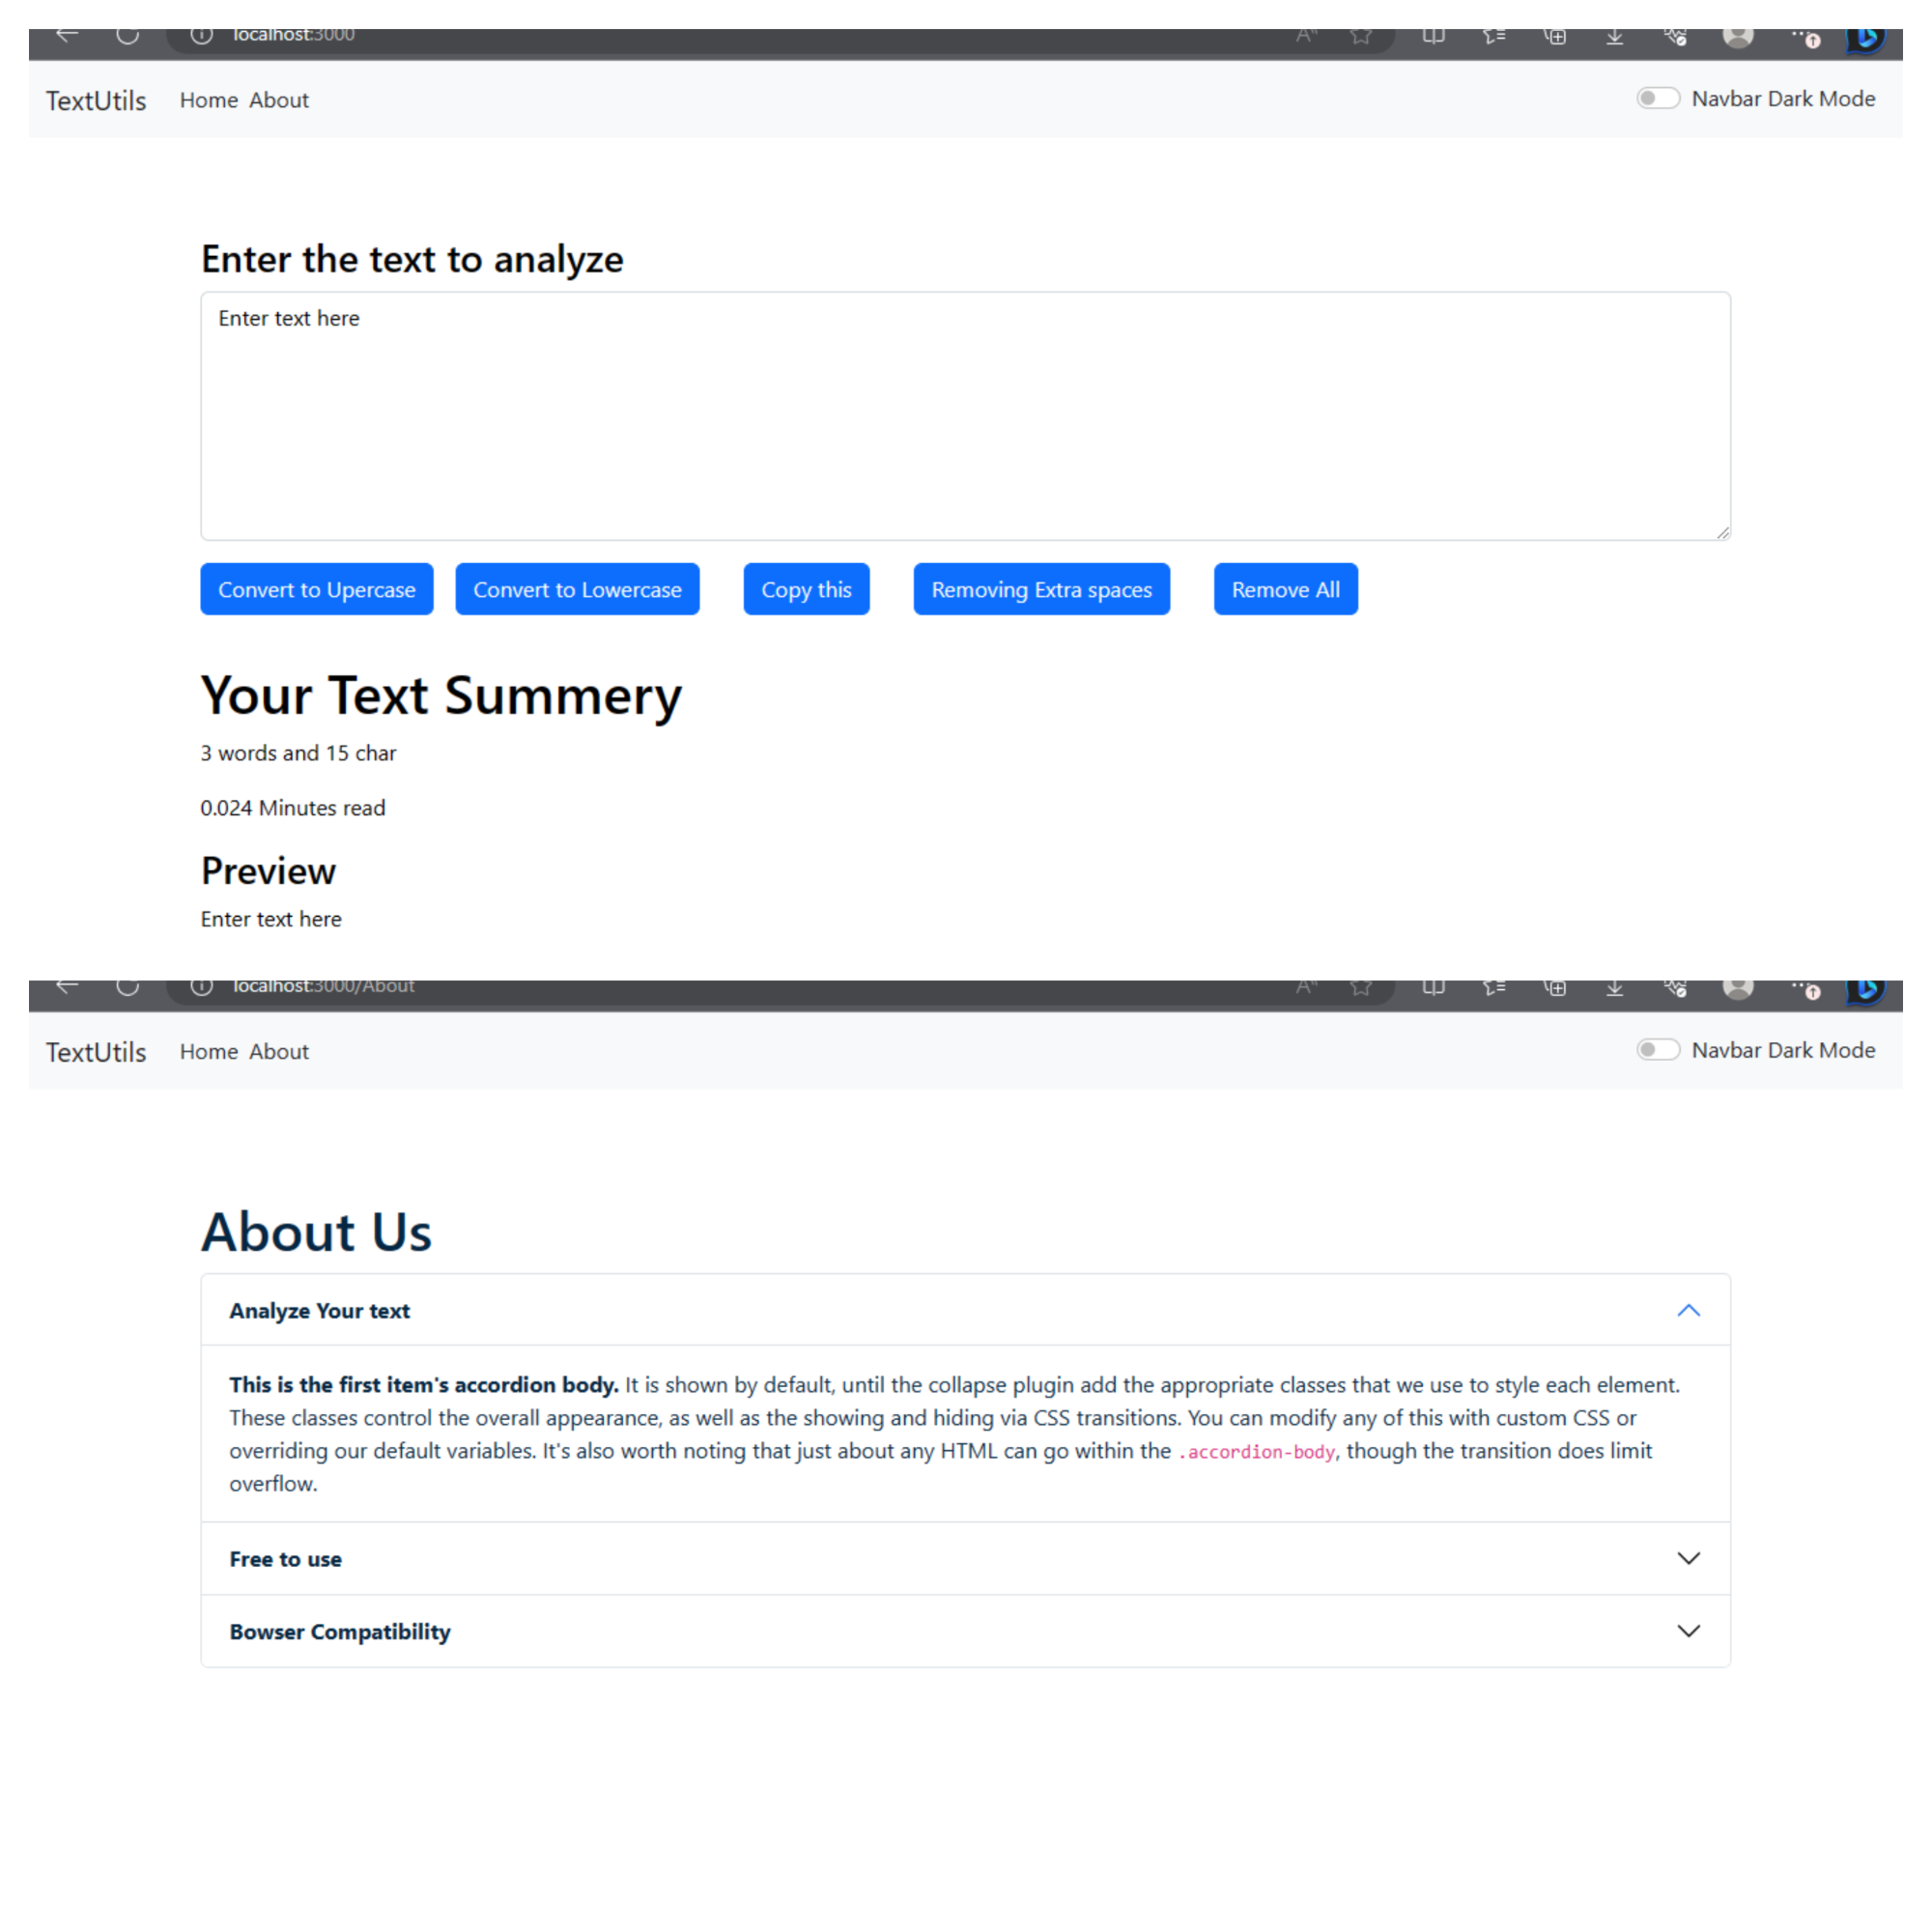 localhost:3000
TextUtils Home About Navbar Dark Mode
Enter the text to analyze
Enter text here
Convert to Upercase Convert to Lowercase Copy this Removing Extra spaces Remove All
Your Text Summery
3 words and 15 char
0.024 Minutes read
Preview
Enter text here
localhost:3000/About
TextUtils Home About Navbar Dark Mode
About Us
Analyze Your text
This is the first item's accordion body. It is shown by default, until the collapse plugin add the appropriate classes that we use to style each element.
These classes control the overall appearance, as well as the showing and hiding via CSS transitions. You can modify any of this with custom CSS or
overriding our default variables. It's also worth noting that just about any HTML can go within the .accordion-body, though the transition does limit
overflow.
Free to use
Bowser Compatibility